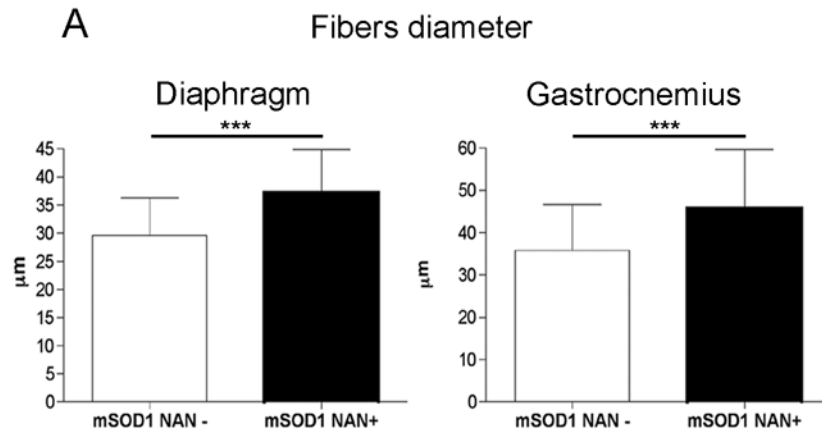 A
Fibers diameter
Diaphragm
***
45
40
35
30
25
20
15
10
5
0
μm
mSOD1 NAN -
mSOD1 NAN+
Gastrocnemius
***
60
50
40
30
20
10
0
μm
mSOD1 NAN -
mSOD1 NAN+